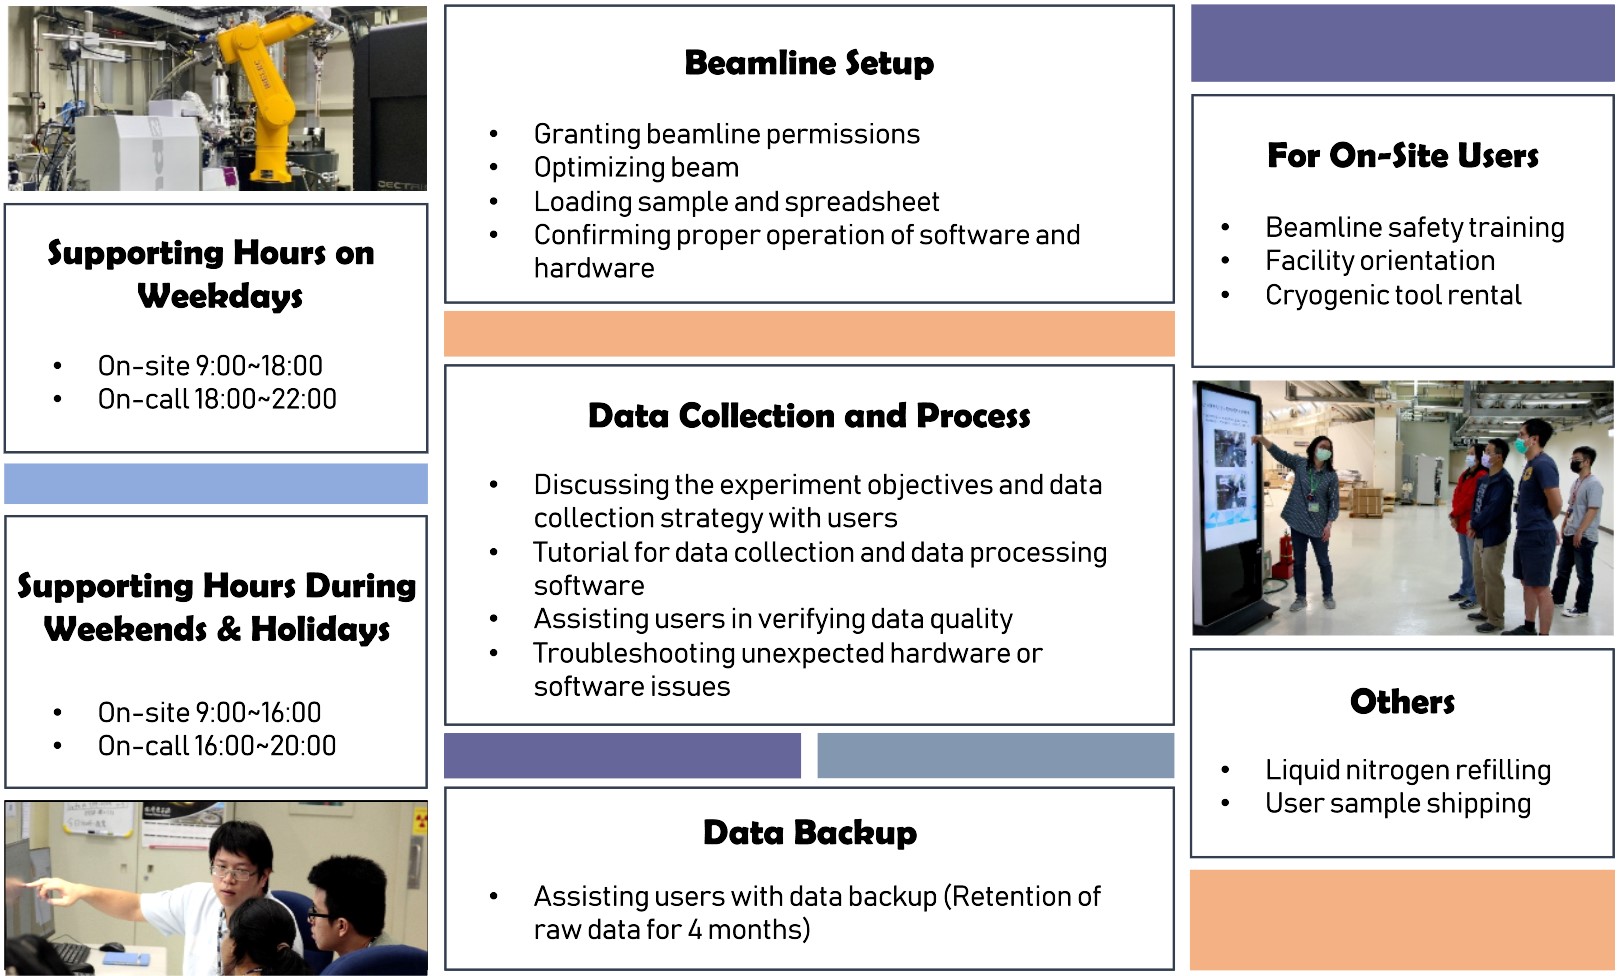 DECTRI
Supporting Hours on
Weekdays
• On-site 9:00~18:00
• On-call 18:00~22:00
Supporting Hours During
Weekends & Holidays
• On-site 9:00~16:00
• On-call 16:00~20:00
Beamline Setup
• Granting beamline permissions
• Optimizing beam
• Loading sample and spreadsheet
• Confirming proper operation of software and
hardware
Data Collection and Process
• Discussing the experiment objectives and data
collection strategy with users
• Tutorial for data collection and data processing
software
• Assisting users in verifying data quality
• Troubleshooting unexpected hardware or
software issues
Data Backup
• Assisting users with data backup (Retention of
raw data for 4 months)
For On-Site Users
• Beamline safety training
• Facility orientation
• Cryogenic tool rental
Others
• Liquid nitrogen refilling
• User sample shipping